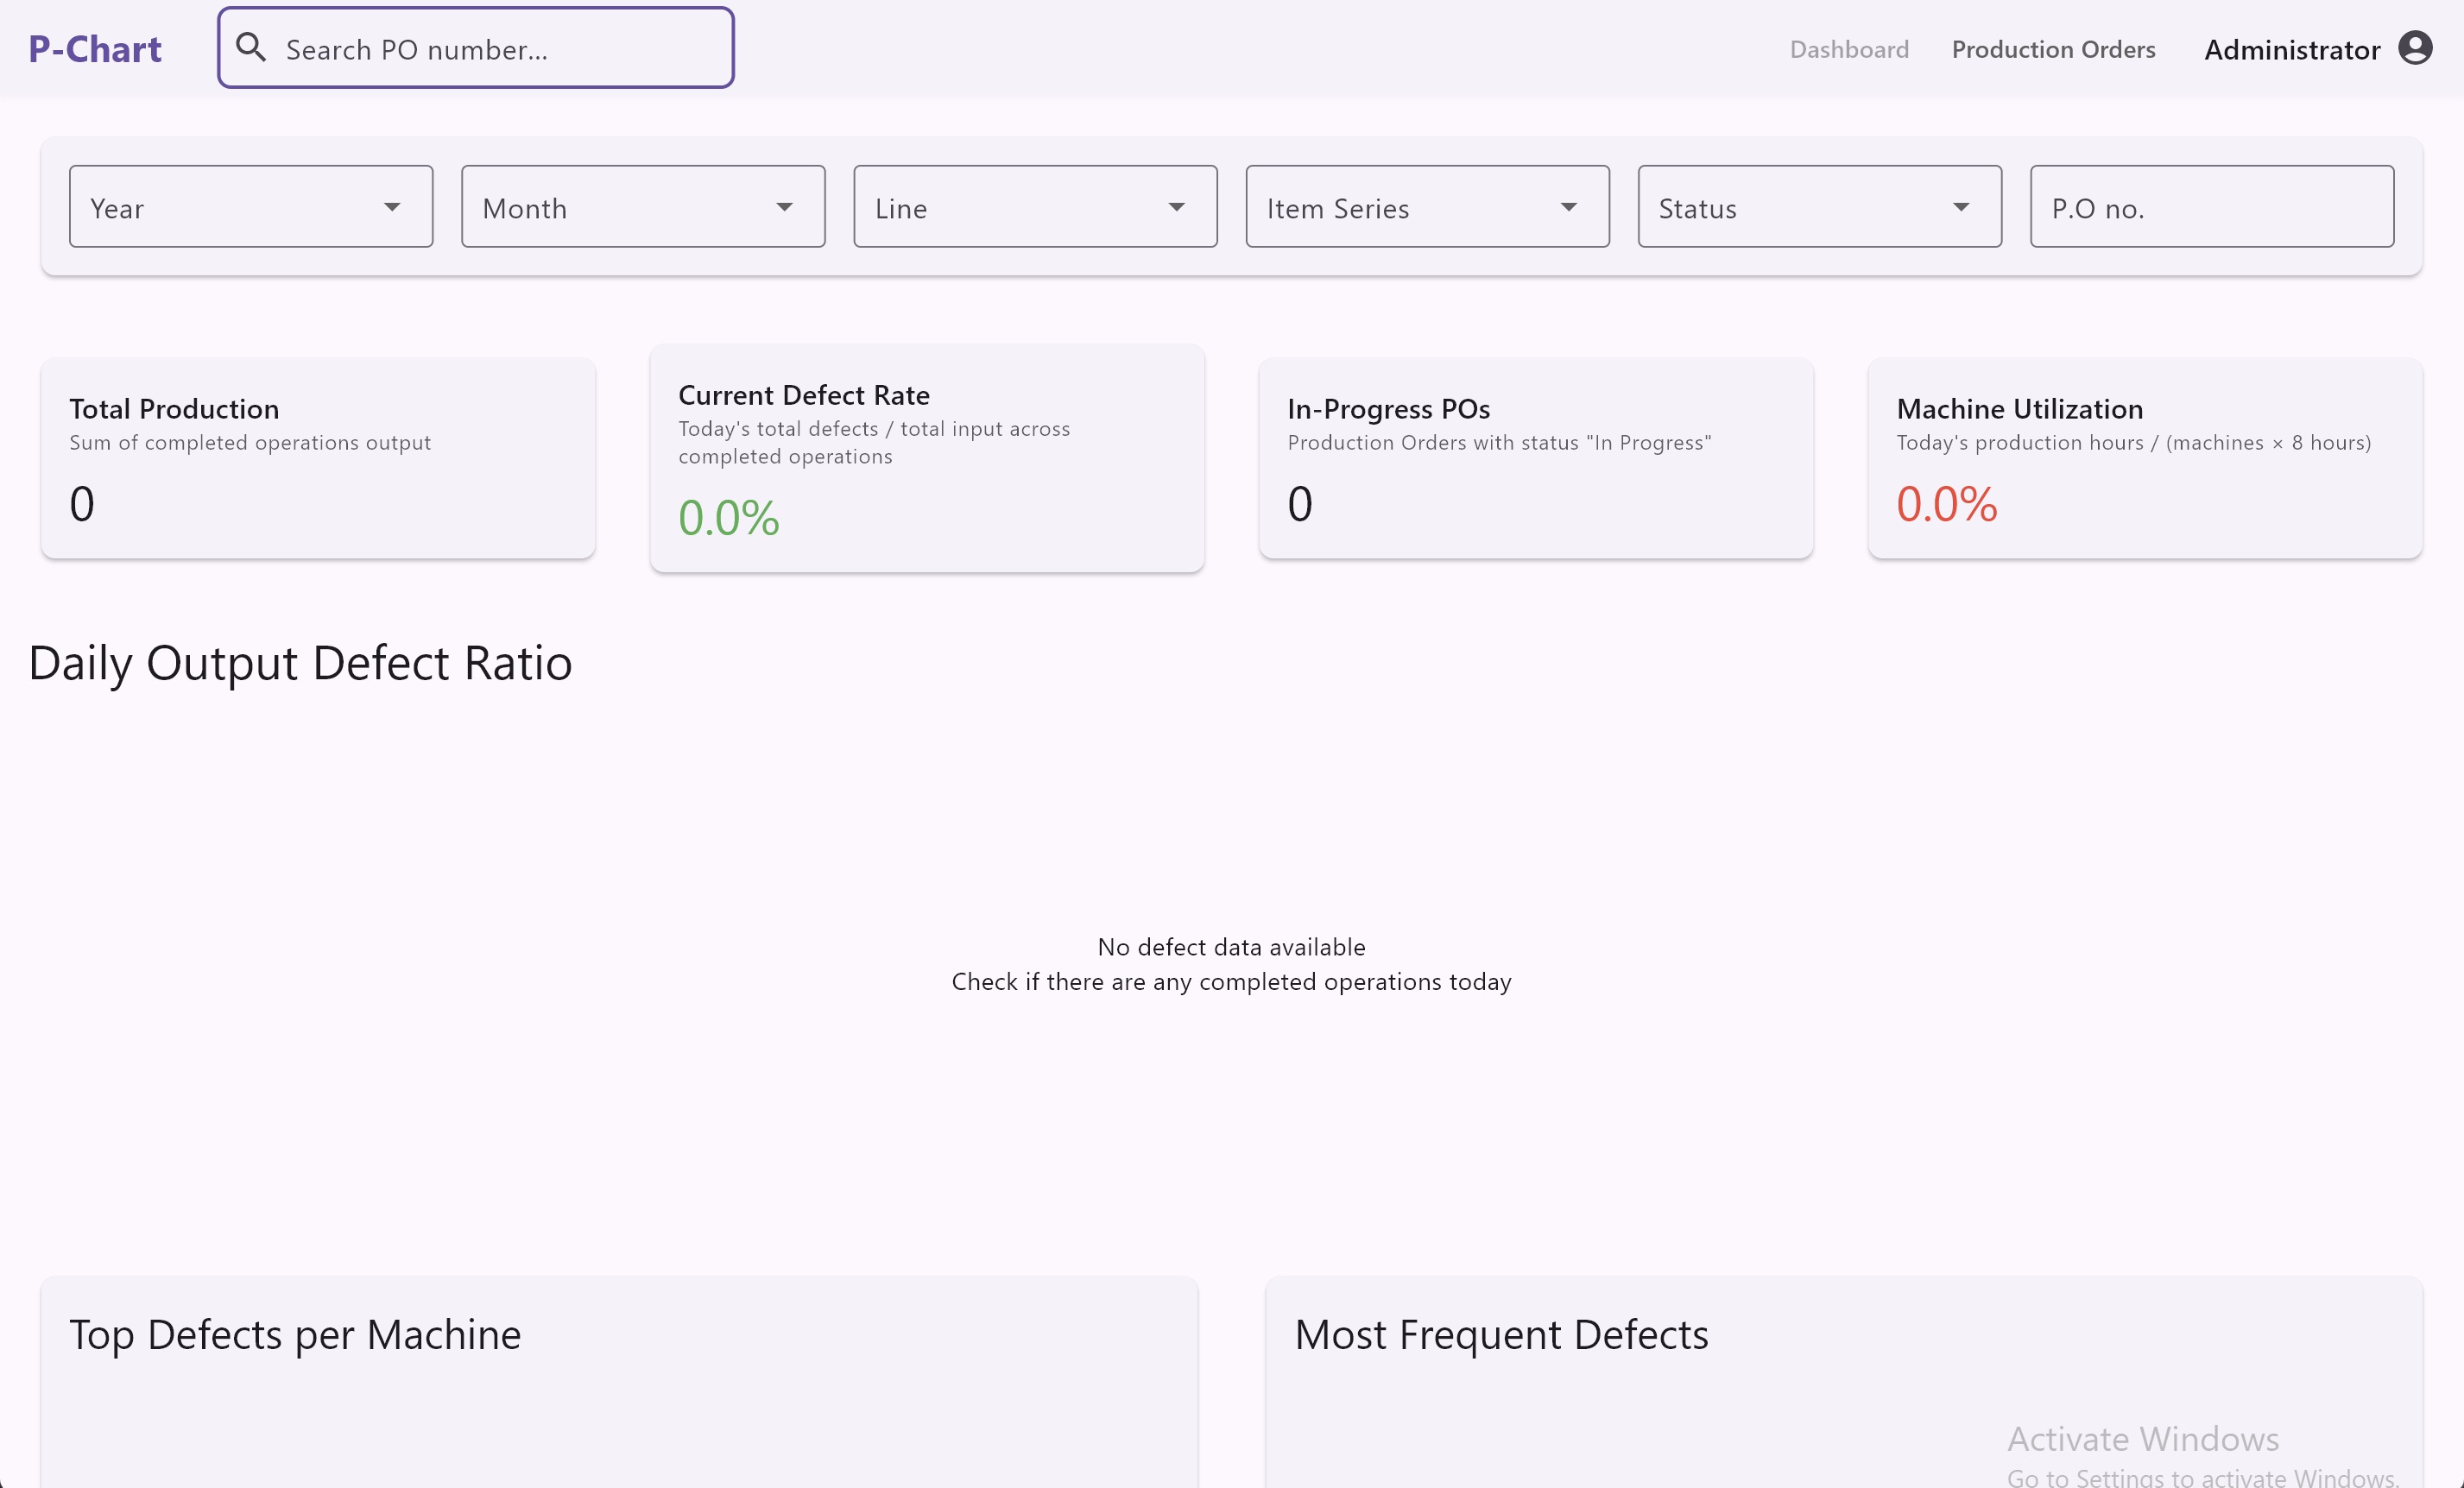 P-Chart
Search PO number...
Dashboard
Production Orders
Administrator
Year
Month
Line
Item Series
Status
P.O no.
Total Production
Sum of completed operations output
0
Current Defect Rate
Today's total defects / total input across
completed operations
0.0%
In-Progress POs
Production Orders with status "In Progress"
0
Machine Utilization
Today's production hours / (machines × 8 hours)
0.0%
Daily Output Defect Ratio
No defect data available
Check if there are any completed operations today
Top Defects per Machine
Most Frequent Defects
Activate Windows
Go to Settings to activate Windows.